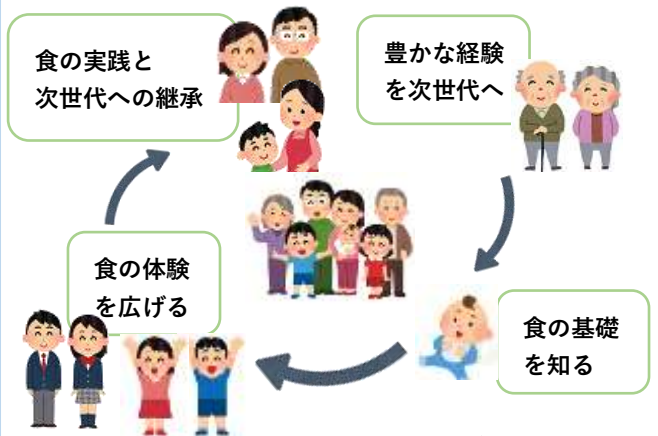 食の実践と
次世代への継承
豊かな経験
を次世代へ
食の体験
を広げる
食の基礎
を知る